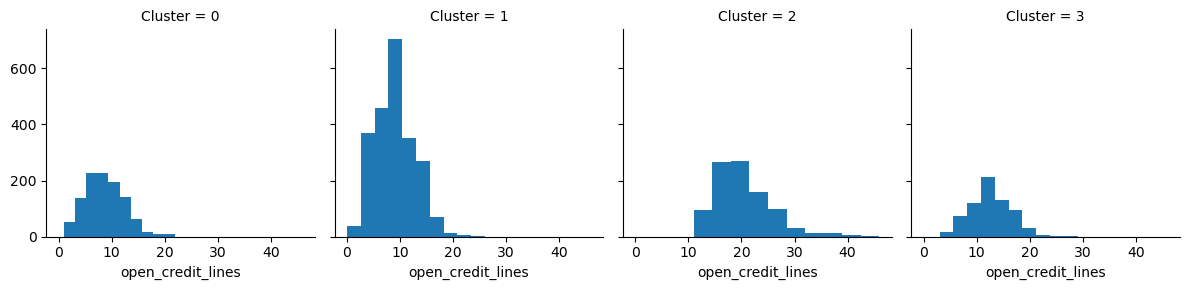 Cluster = 0 Cluster = 1 Cluster = 2 Cluster = 3
600
400
200
0
0 10 20 30 40 0 10 20 30 40 0 10 20 30 40 0 10 20 30 40
open_credit_lines open_credit_lines open_credit_lines open_credit_lines